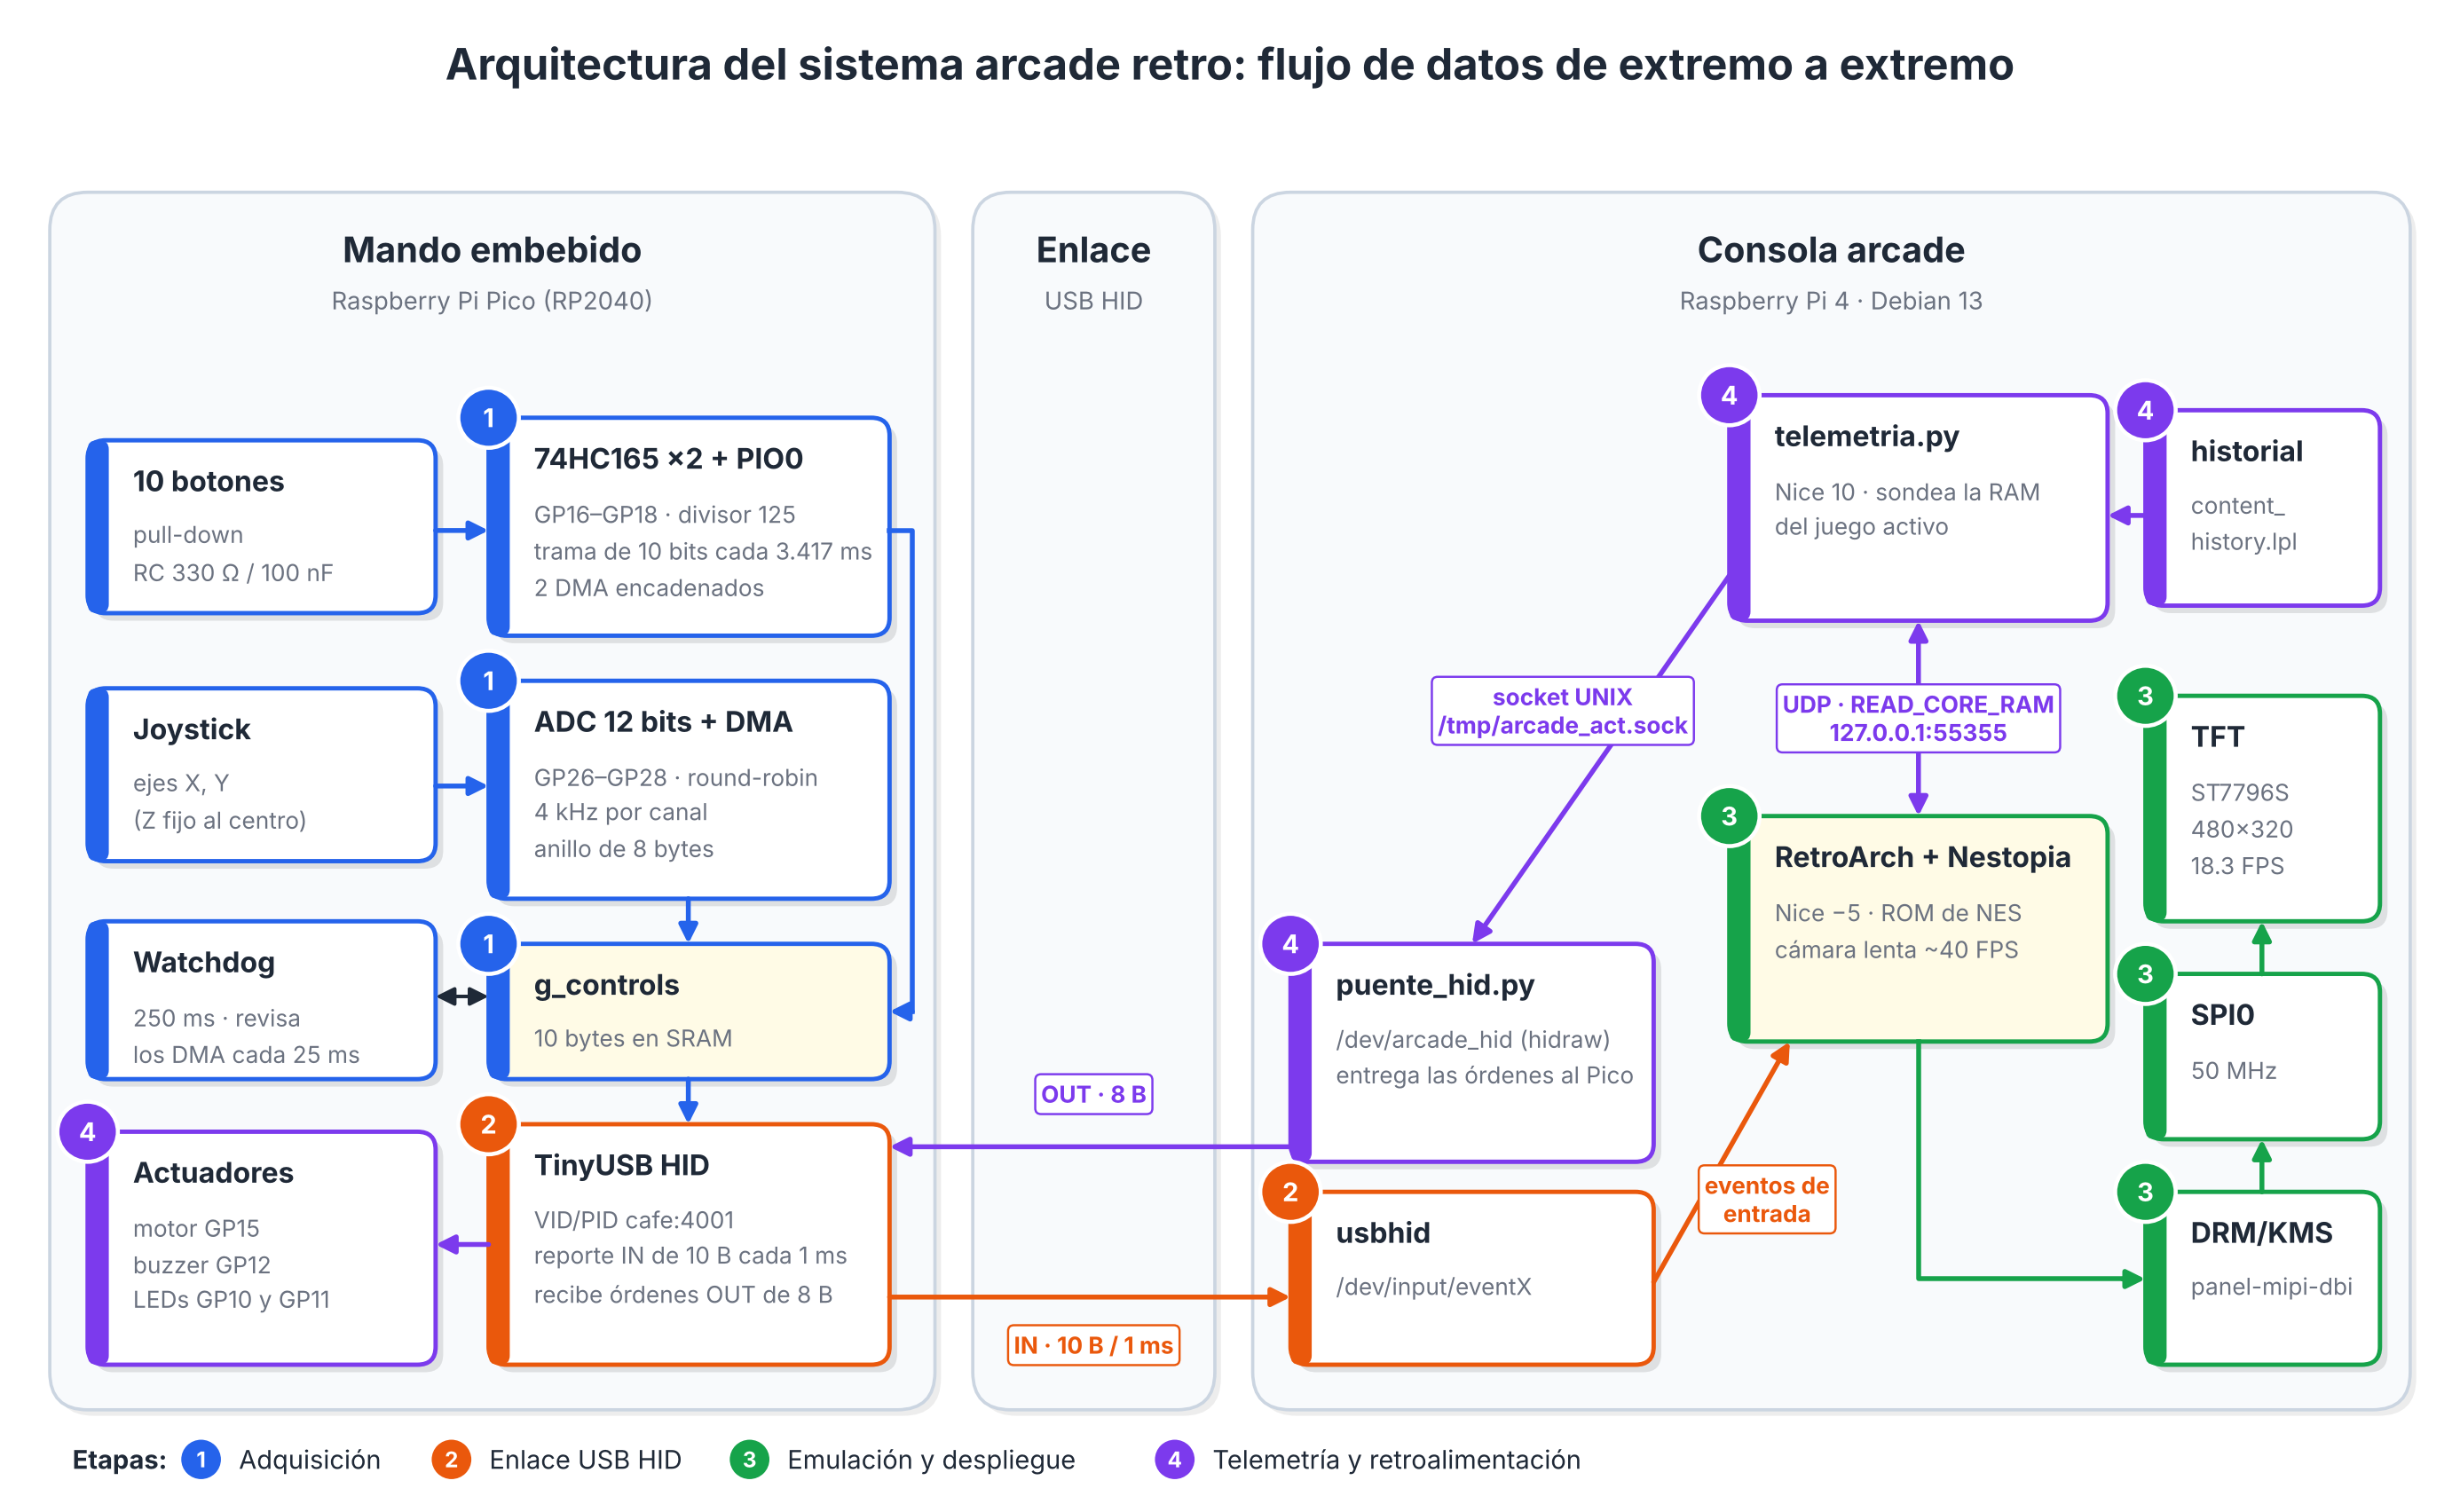 Arquitectura del sistema arcade retro: flujo de datos de extremo a extremo
Mando embebido
Raspberry Pi Pico (RP2040)
10 botones
pull-down
RC 330 Ω / 100 nF
1
74HC165 ×2 + PIO0
GP16–GP18 · divisor 125
trama de 10 bits cada 3.417 ms
2 DMA encadenados
Joystick
ejes X, Y
(Z fijo al centro)
1
ADC 12 bits + DMA
GP26–GP28 · round-robin
4 kHz por canal
anillo de 8 bytes
Watchdog
250 ms · revisa
los DMA cada 25 ms
1
g_controls
10 bytes en SRAM
4
Actuadores
motor GP15
buzzer GP12
LEDs GP10 y GP11
2
TinyUSB HID
VID/PID cafe:4001
reporte IN de 10 B cada 1 ms
recibe órdenes OUT de 8 B
Enlace
USB HID
OUT · 8 B
IN · 10 B / 1 ms
Consola arcade
Raspberry Pi 4 · Debian 13
4
telemetria.py
Nice 10 · sondea la RAM
del juego activo
4
historial
content_
history.lpl
socket UNIX
/tmp/arcade_act.sock
UDP · READ_CORE_RAM
127.0.0.1:55355
3
TFT
ST7796S
480×320
18.3 FPS
3
RetroArch + Nestopia
Nice −5 · ROM de NES
cámara lenta ~40 FPS
4
puente_hid.py
/dev/arcade_hid (hidraw)
entrega las órdenes al Pico
3
SPI0
50 MHz
eventos de
entrada
2
usbhid
/dev/input/eventX
3
DRM/KMS
panel-mipi-dbi
Etapas: 1 Adquisición 2 Enlace USB HID 3 Emulación y despliegue 4 Telemetría y retroalimentación